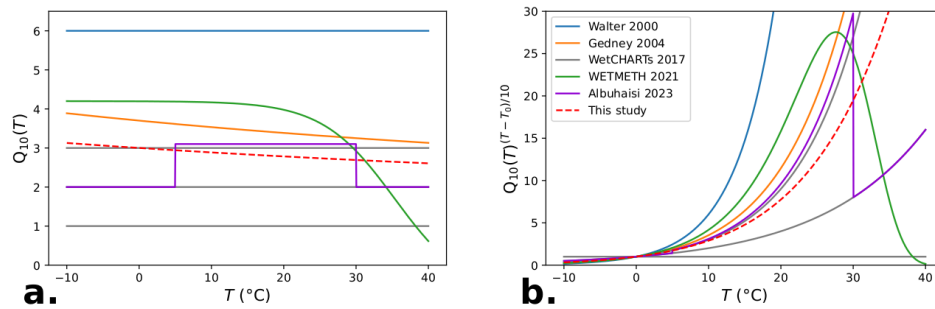 6
5
4
3
2
1
0
Q₁₀(T)
−10
0
10
20
30
40
T (°C)
a.
30
25
20
15
10
5
0
Q₁₀(T)⁽ᵀ⁻ᵀ⁰⁾/¹⁰
Walter 2000
Gedney 2004
WetCHARTs 2017
WETMETH 2021
Albuhaisi 2023
This study
−10
0
10
20
30
40
T (°C)
b.